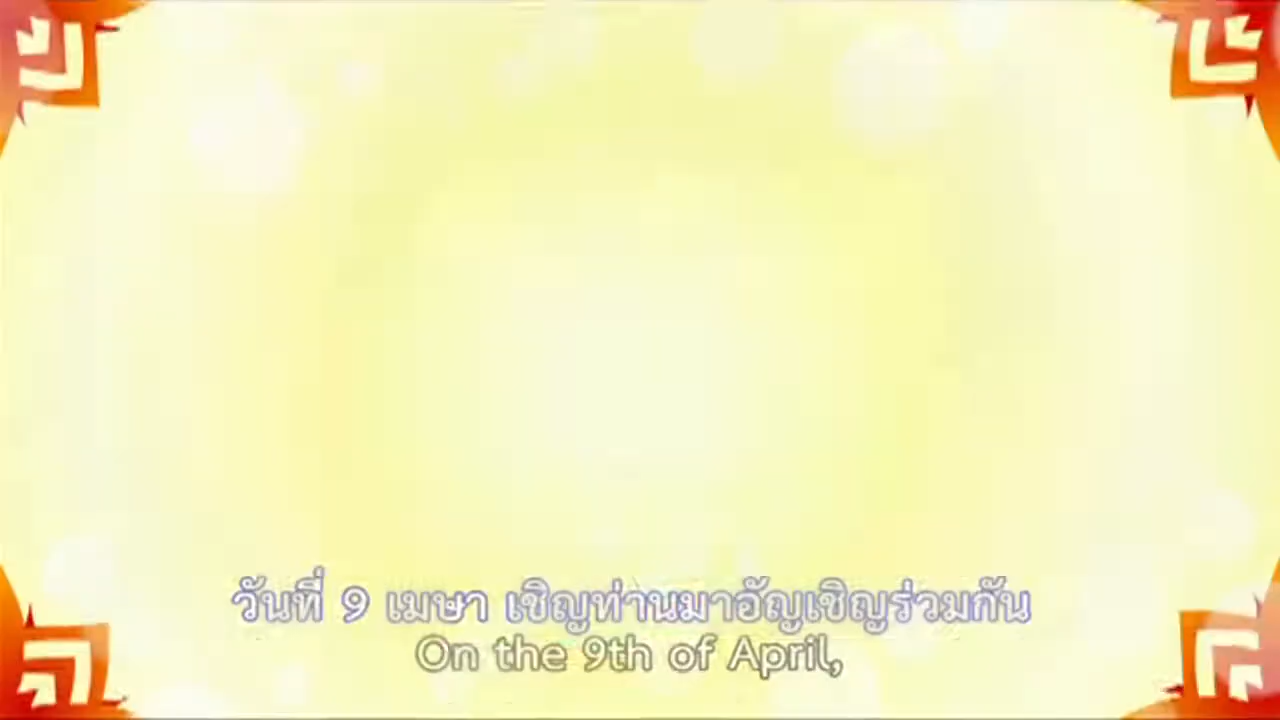 วันที่ 9 เมษา เชิญท่านมาอัญเชิญร่วมกัน
On the 9th of April,